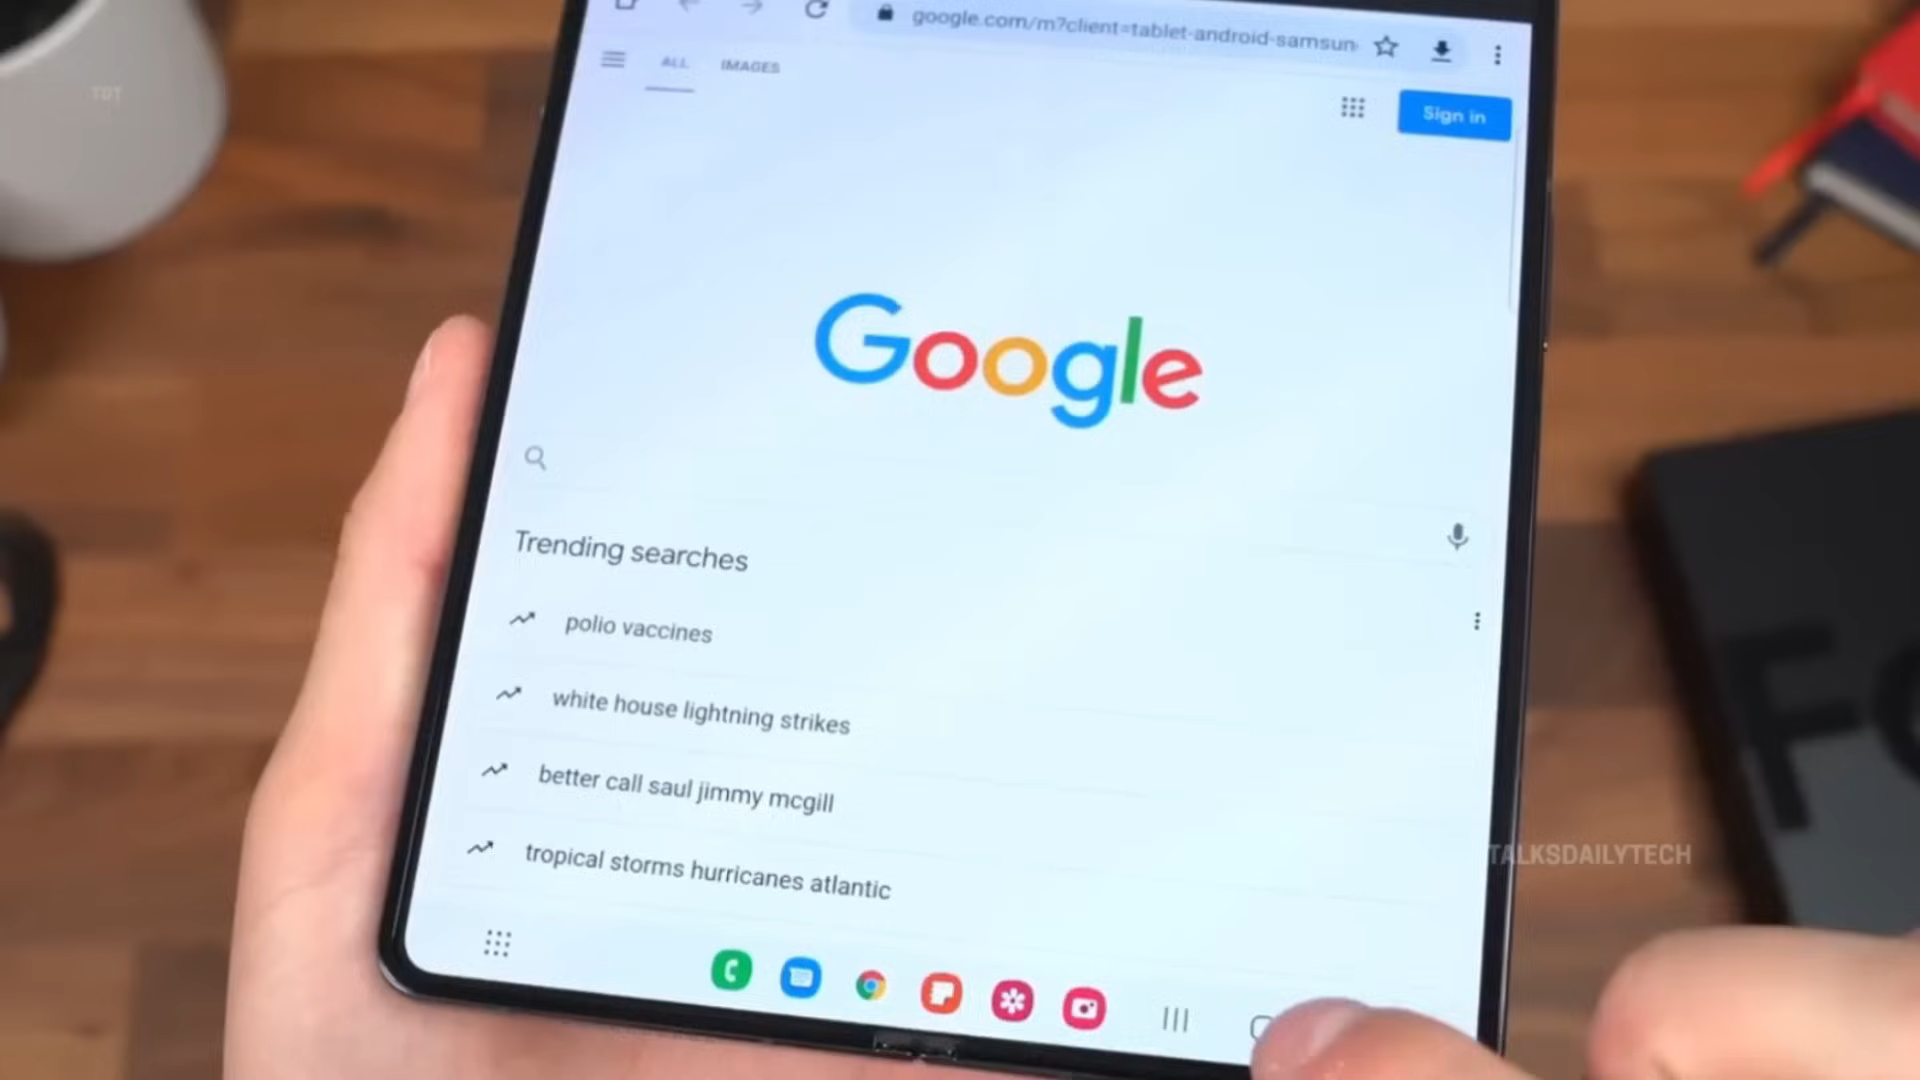 google.com/m?client=tablet-android-samsun
ALL IMAGES
Sign in
TDT
Google
Trending searches
polio vaccines
white house lightning strikes
better call saul jimmy mcgill
tropical storms hurricanes atlantic
TALKSDAILYTECH